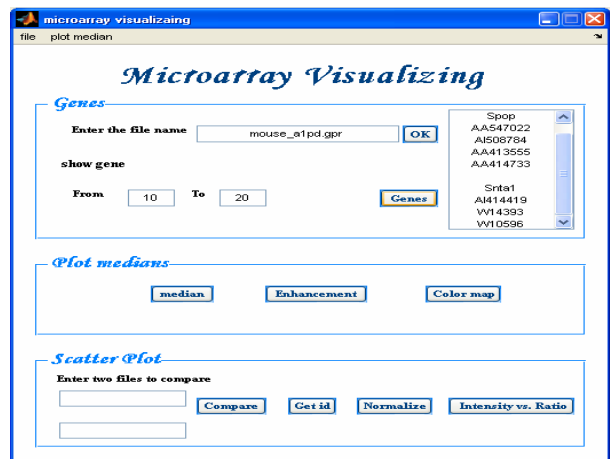 microarray visualizaing
file plot median
Microarray Visualizing
Genes
Enter the file name mouse_a1pd.gpr OK
show gene
From 10 To 20 Genes
Spop
AA547022
AI508784
AA413555
AA414733
Snta1
AI414419
W14393
W10596
Plot medians
median Enhancement Color map
Scatter Plot
Enter two files to compare
Compare Get id Normalize Intensity vs. Ratio